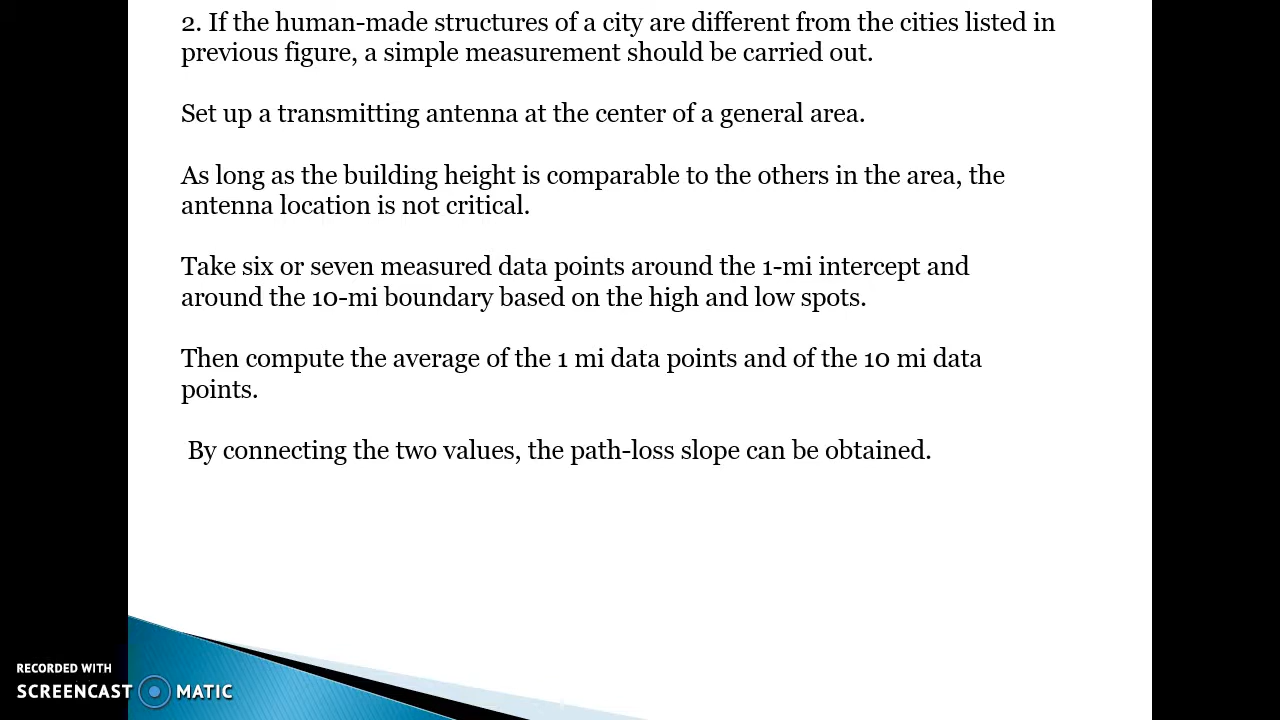 2. If the human-made structures of a city are different from the cities listed in
previous figure, a simple measurement should be carried out.
Set up a transmitting antenna at the center of a general area.
As long as the building height is comparable to the others in the area, the
antenna location is not critical.
Take six or seven measured data points around the 1-mi intercept and
around the 10-mi boundary based on the high and low spots.
Then compute the average of the 1 mi data points and of the 10 mi data
points.
By connecting the two values, the path-loss slope can be obtained.
RECORDED WITH
SCREENCAST MATIC